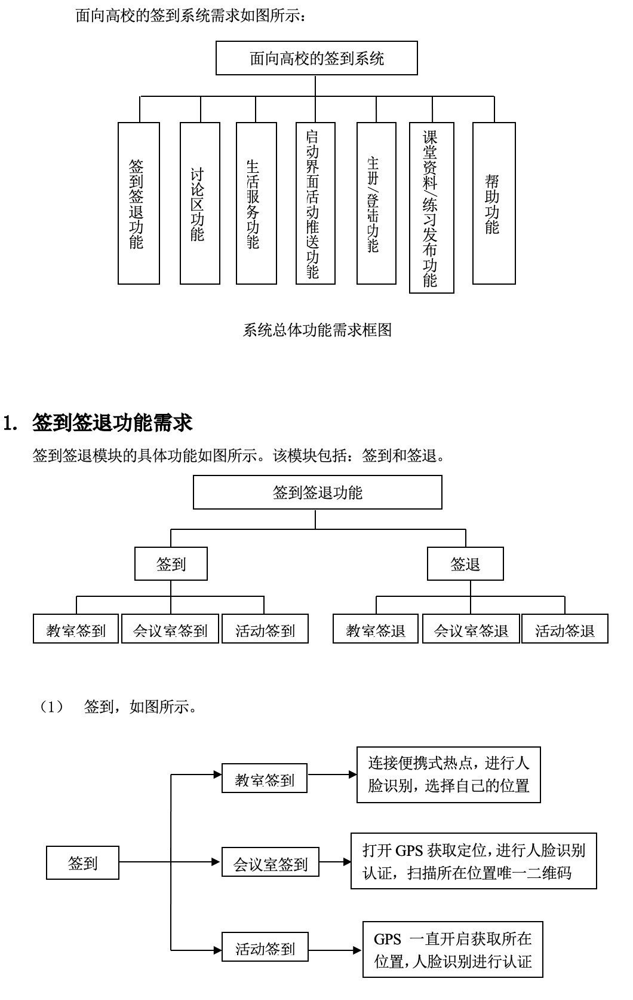 面向高校的签到系统需求如图所示：
面向高校的签到系统
签到签退功能
讨论区功能
生活服务功能
启动界面活动推送功能
注册/登陆功能
课堂资料/练习发布功能
帮助功能
系统总体功能需求框图
1. 签到签退功能需求
签到签退模块的具体功能如图所示。该模块包括：签到和签退。
签到签退功能
签到
签退
教室签到
会议室签到
活动签到
教室签退
会议室签退
活动签退
（1） 签到，如图所示。
连接便携式热点，进行人
脸识别，选择自己的位置
教室签到
打开 GPS 获取定位，进行人脸识别
认证，扫描所在位置唯一二维码
签到
会议室签到
GPS 一直开启获取所在
位置，人脸识别进行认证
活动签到